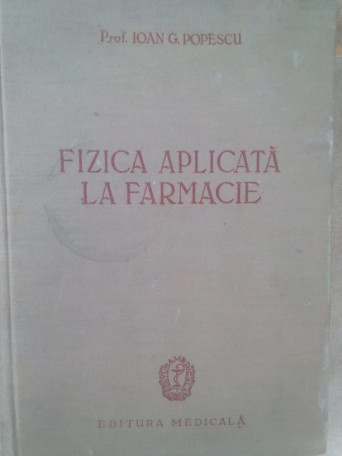 Prof. IOAN G. POPESCU
FIZICA APLICATĂ
LA FARMACIE
EDITURA MEDICALĂ